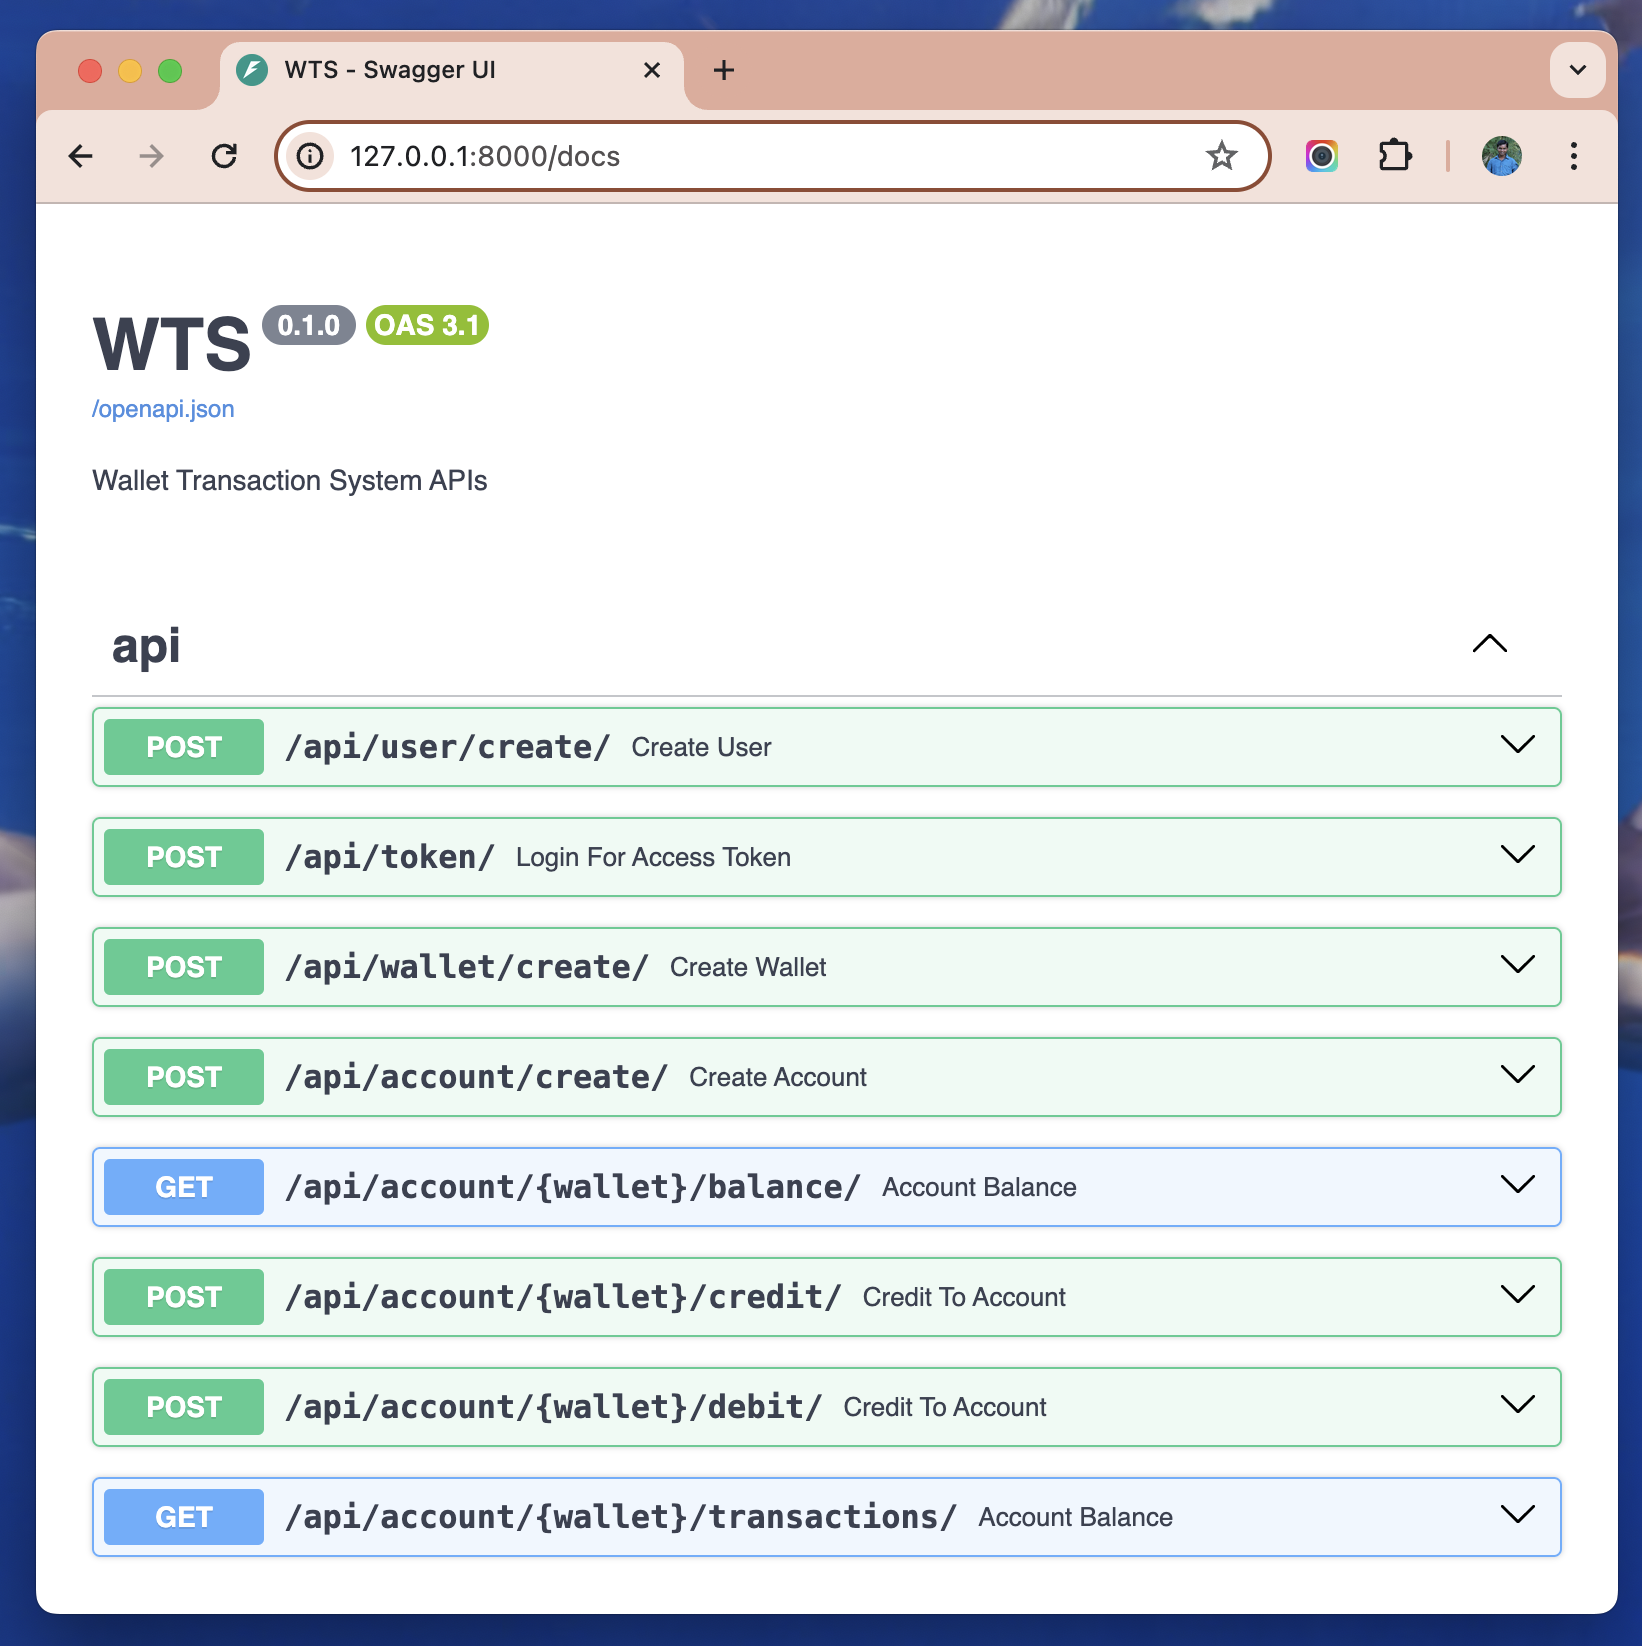 WTS - Swagger UI
127.0.0.1:8000/docs
WTS 0.1.0 OAS 3.1
/openapi.json
Wallet Transaction System APIs
api
POST /api/user/create/ Create User
POST /api/token/ Login For Access Token
POST /api/wallet/create/ Create Wallet
POST /api/account/create/ Create Account
GET /api/account/{wallet}/balance/ Account Balance
POST /api/account/{wallet}/credit/ Credit To Account
POST /api/account/{wallet}/debit/ Credit To Account
GET /api/account/{wallet}/transactions/ Account Balance